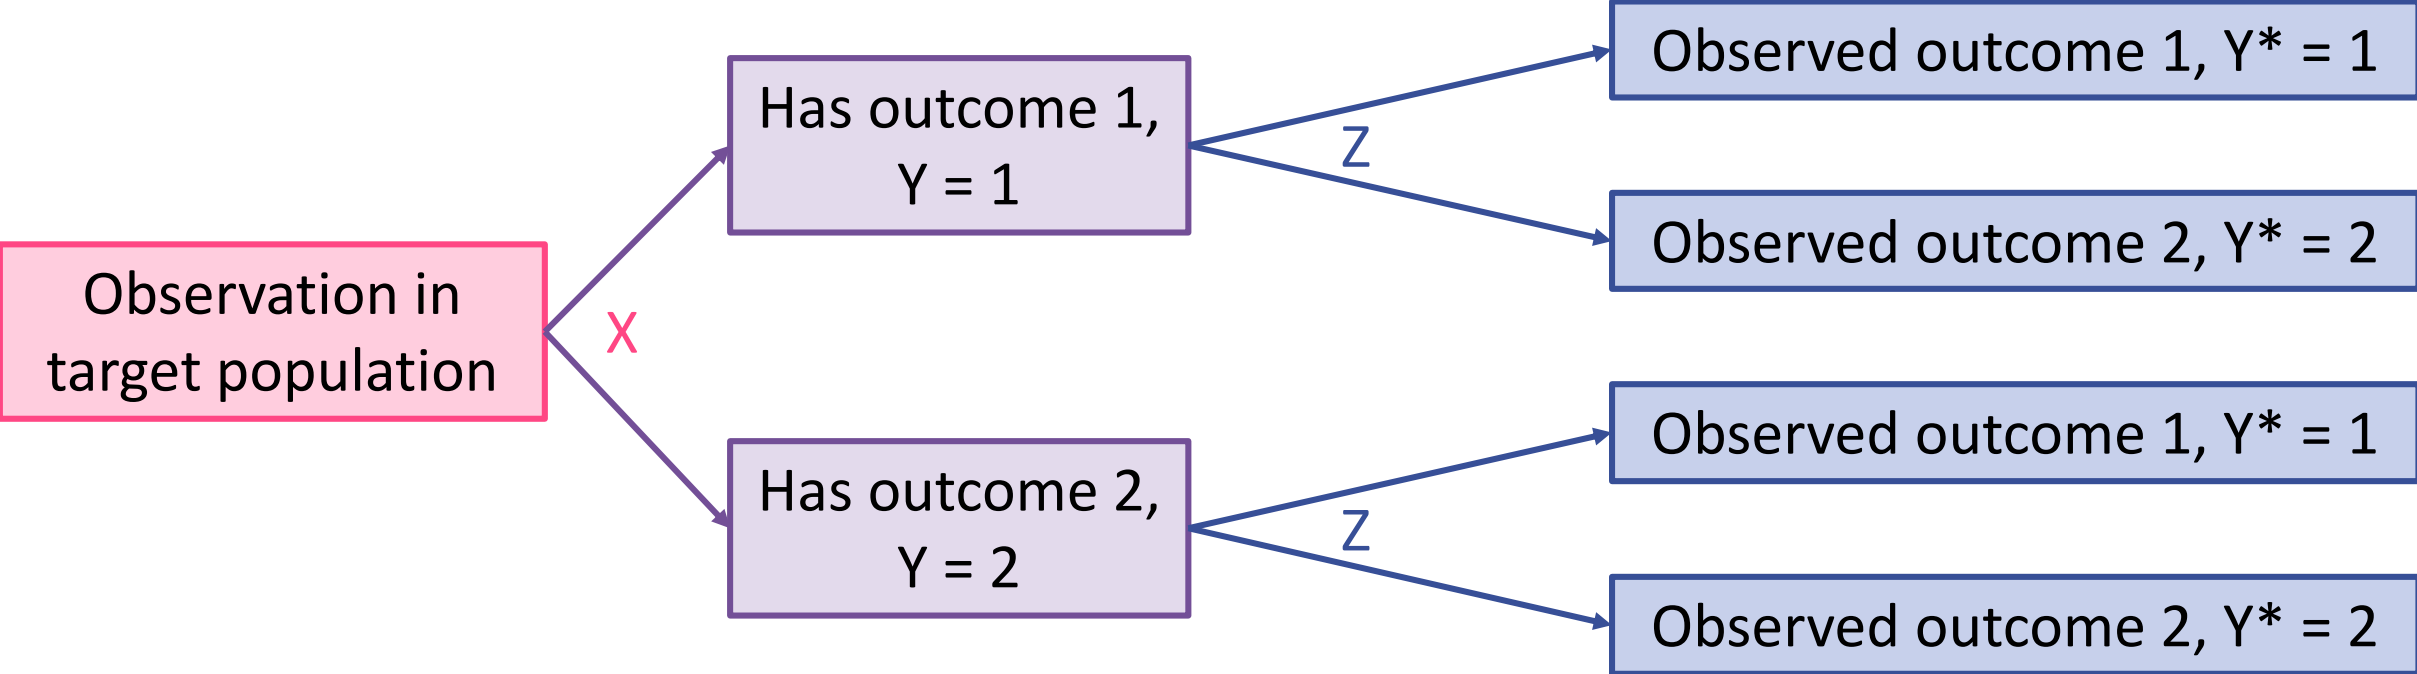 Observation in
target population
X
Has outcome 1,
Y = 1
Has outcome 2,
Y = 2
Z
Z
Observed outcome 1, Y* = 1
Observed outcome 2, Y* = 2
Observed outcome 1, Y* = 1
Observed outcome 2, Y* = 2